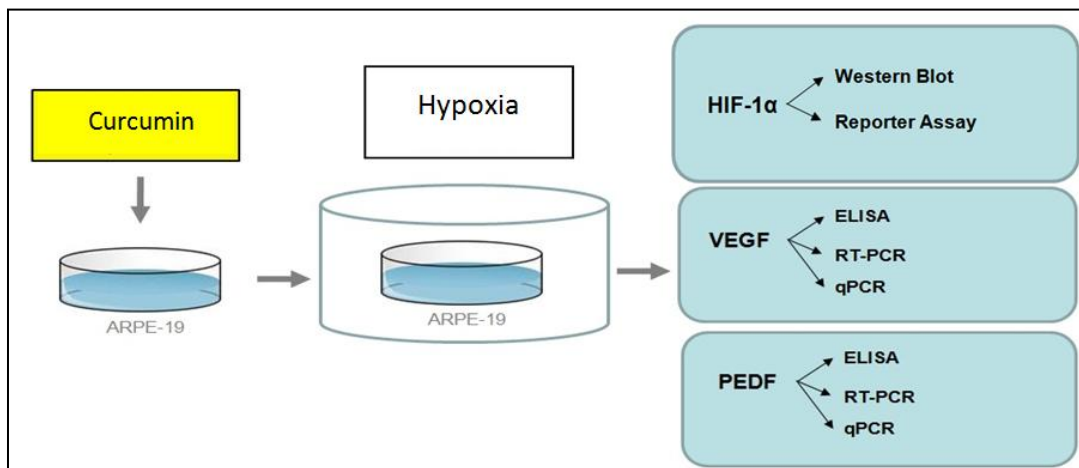 Curcumin
ARPE-19
Hypoxia
ARPE-19
HIF-1α
Western Blot
Reporter Assay
VEGF
ELISA
RT-PCR
qPCR
PEDF
ELISA
RT-PCR
qPCR